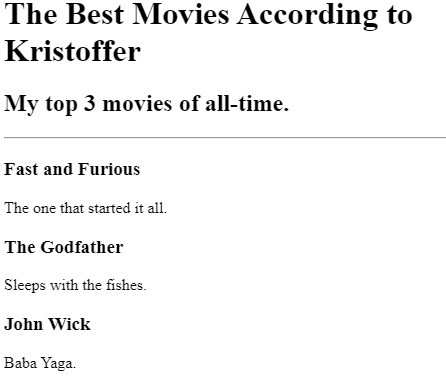 The Best Movies According to
Kristoffer
My top 3 movies of all-time.
Fast and Furious
The one that started it all.
The Godfather
Sleeps with the fishes.
John Wick
Baba Yaga.